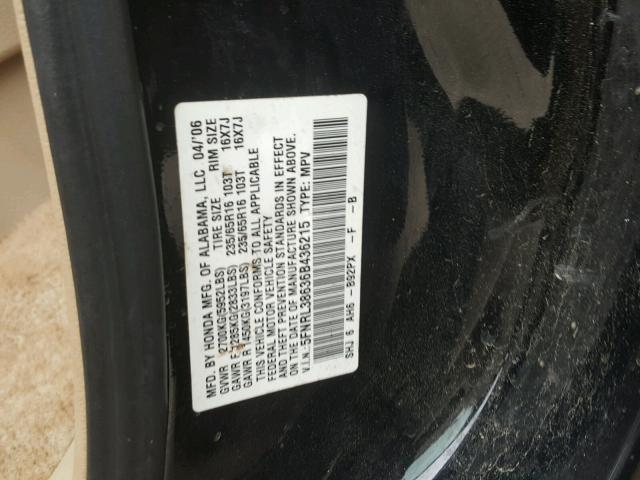 MFD. BY HONDA MFG. OF ALABAMA, LLC 04/'06
TIRE SIZE RIM SIZE
GVWR 2700KG(5952LBS)
GAWR F 1285KG(2833LBS) 235/65R16 103T 16X7J
GAWR R 1450KG(3197LBS) 235/65R16 103T 16X7J
THIS VEHICLE CONFORMS TO ALL APPLICABLE
FEDERAL MOTOR VEHICLE SAFETY
AND THEFT PREVENTION STANDARDS IN EFFECT
ON THE DATE OF MANUFACTURE SHOWN ABOVE.
V.I.N.: 5FNRL38636B436215 TYPE: MPV
SHJ 6 AH6 - B92PX - F - B